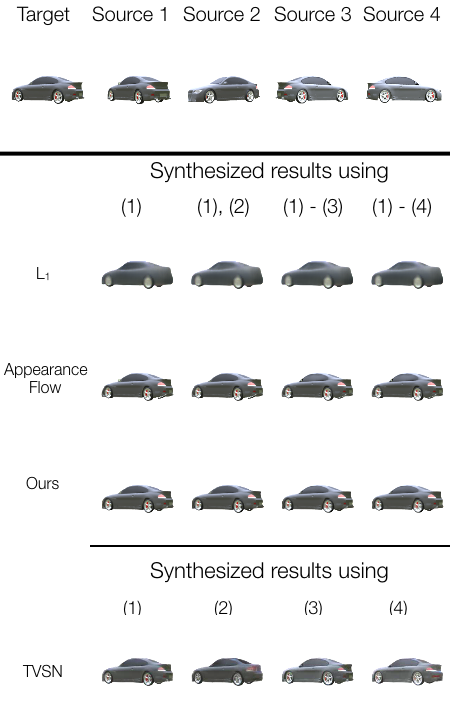 Target Source 1 Source 2 Source 3 Source 4
Synthesized results using
(1) (1), (2) (1) - (3) (1) - (4)
L₁
Appearance
Flow
Ours
Synthesized results using
(1) (2) (3) (4)
TVSN